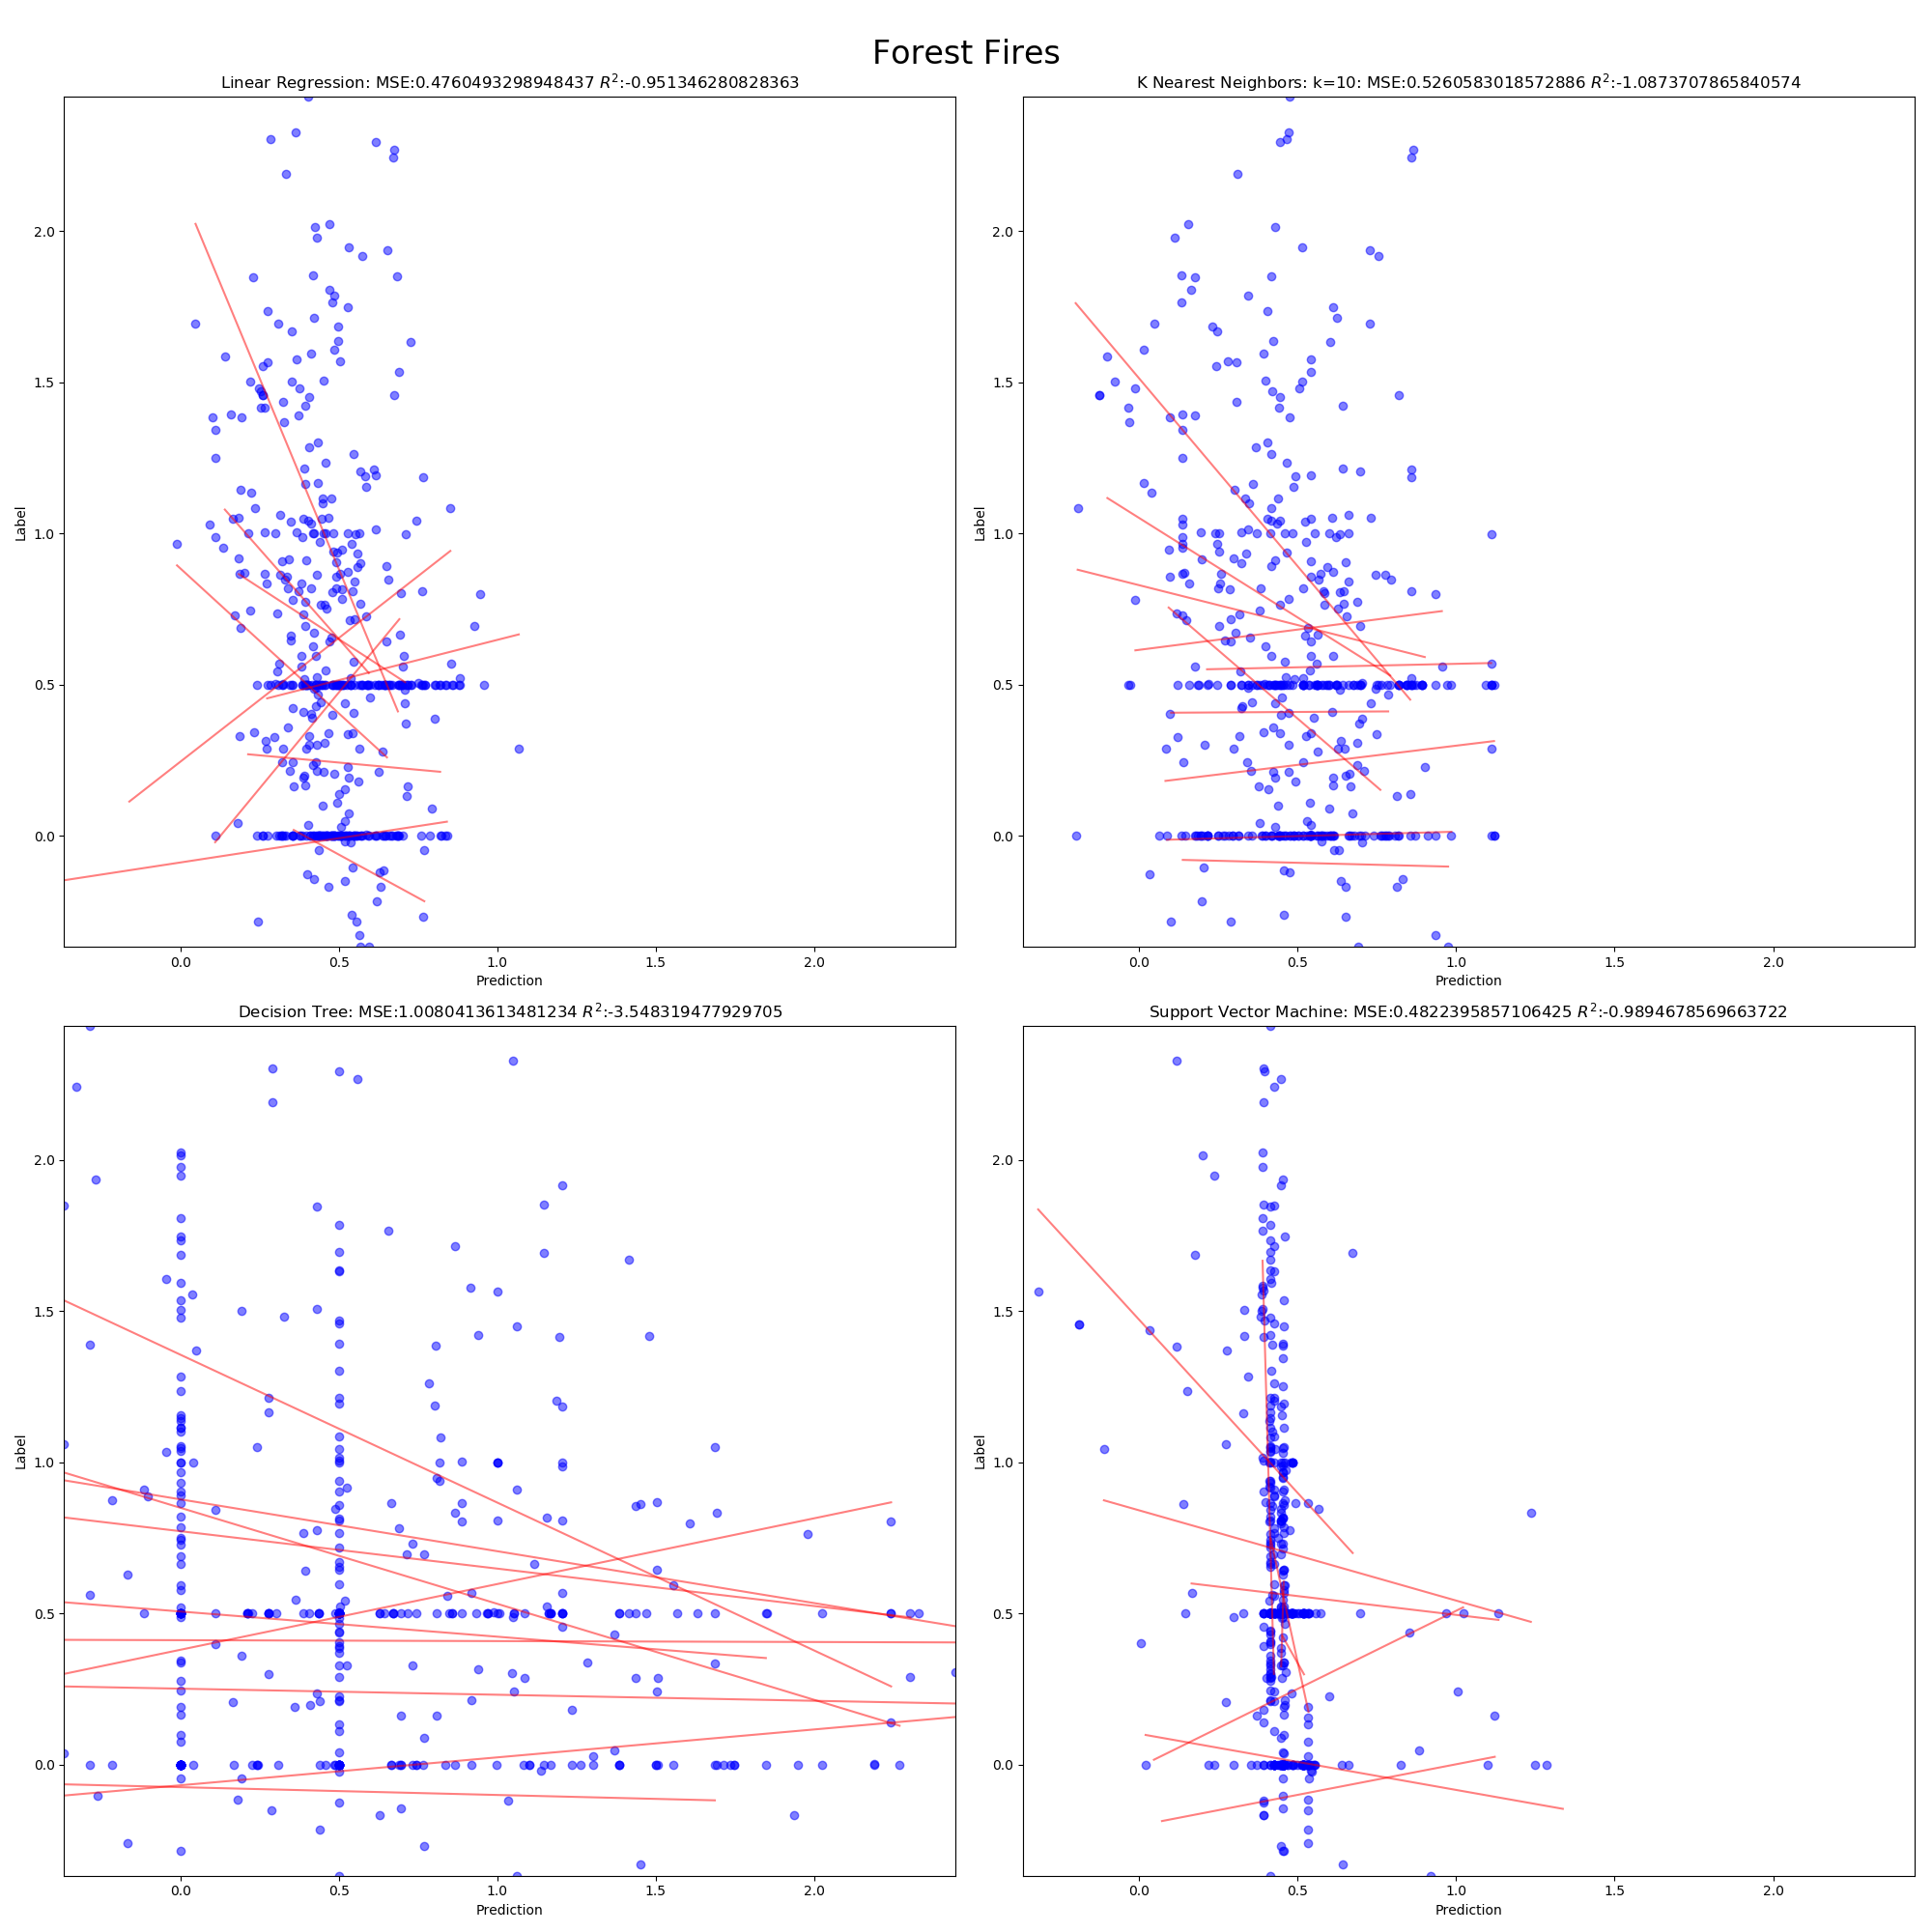 Forest Fires
Linear Regression: MSE:0.4760493298948437 R²:-0.951346280828363
2.0
1.5
1.0
0.5
0.0
Label
0.0 0.5 1.0 1.5 2.0
Prediction
K Nearest Neighbors: k=10: MSE:0.5260583018572886 R²:-1.0873707865840574
2.0
1.5
1.0
0.5
0.0
Label
0.0 0.5 1.0 1.5 2.0
Prediction
Decision Tree: MSE:1.0080413613481234 R²:-3.548319477929705
2.0
1.5
1.0
0.5
0.0
Label
0.0 0.5 1.0 1.5 2.0
Prediction
Support Vector Machine: MSE:0.4822395857106425 R²:-0.9894678569663722
2.0
1.5
1.0
0.5
0.0
Label
0.0 0.5 1.0 1.5 2.0
Prediction